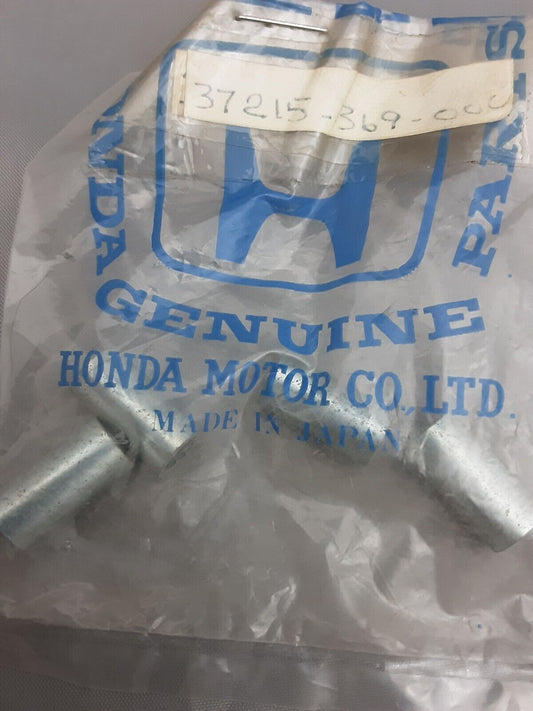 37215-369-000
HONDA GENUINE PARTS
HONDA MOTOR CO., LTD.
MADE IN JAPAN